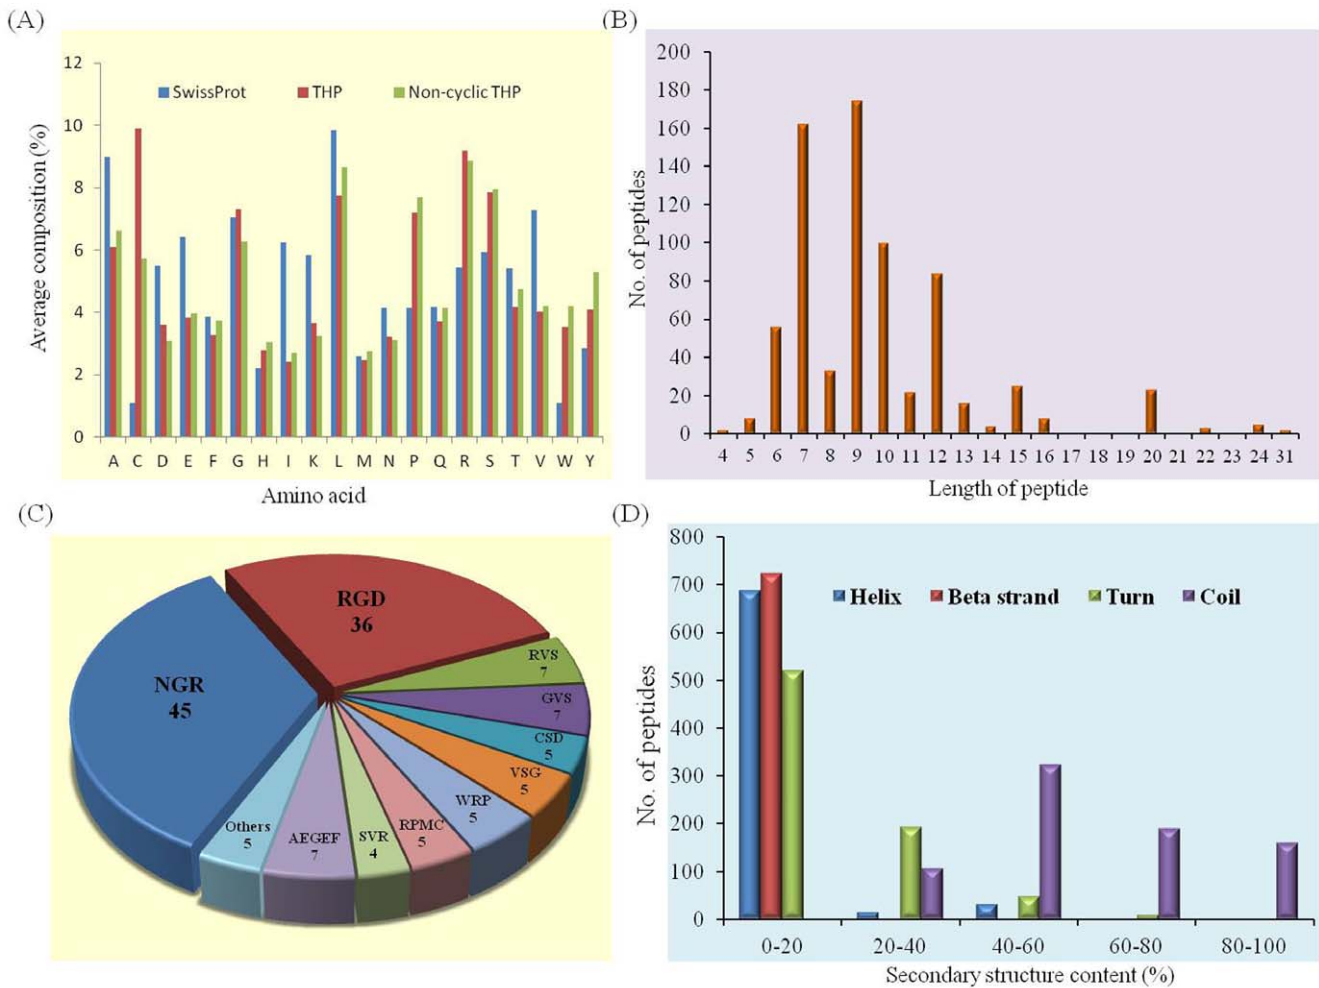 (A)
12
10
8
6
4
2
0
SwissProt THP Non-cyclic THP
Average composition (%)
A C D E F G H I K L M N P Q R S T V W Y
Amino acid
(B)
200
180
160
140
120
100
80
60
40
20
0
No. of peptides
4 5 6 7 8 9 10 11 12 13 14 15 16 17 18 19 20 21 22 23 24 31
Length of peptide
(C)
RGD
36
NGR
45
RVS
7
GVS
7
CSD
5
VSG
5
WRP
5
RPMC
5
SVR
4
AEGEF
7
Others
5
(D)
800
700
600
500
400
300
200
100
0
Helix Beta strand Turn Coil
No. of peptides
0-20 20-40 40-60 60-80 80-100
Secondary structure content (%)